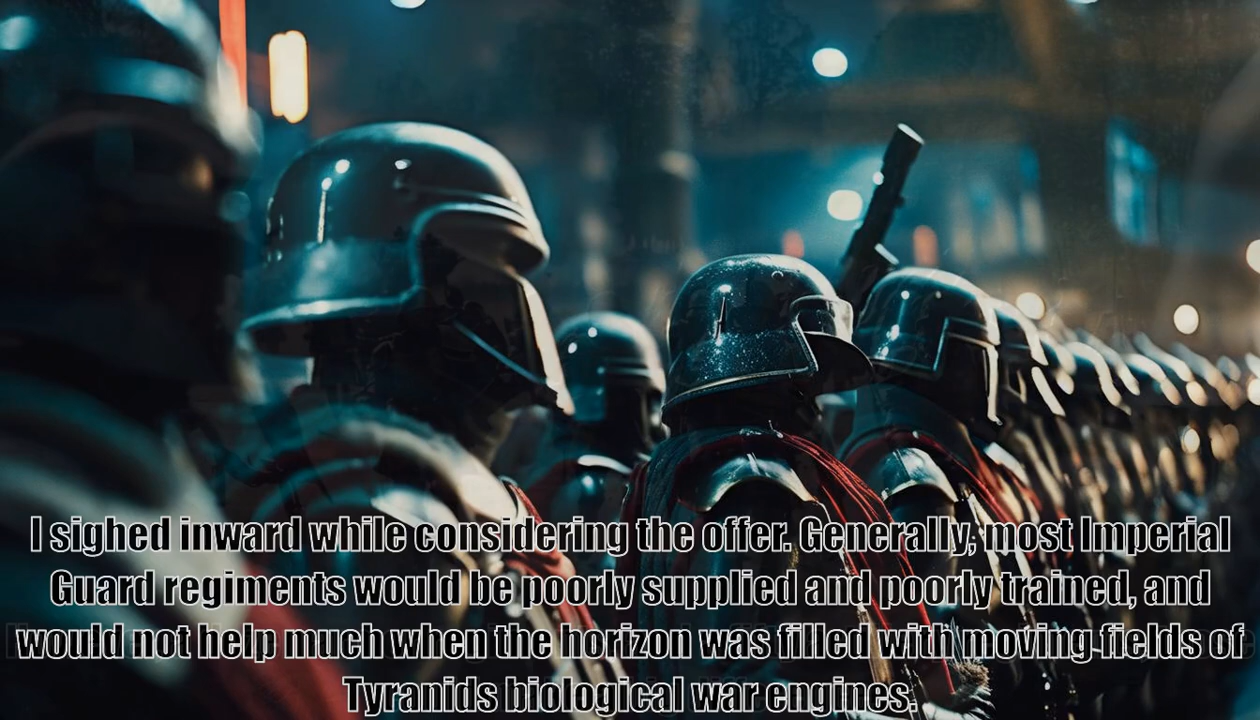 I sighed inward while considering the offer. Generally, most Imperial
Guard regiments would be poorly supplied and poorly trained, and
would not help much when the horizon was filled with moving fields of
Tyranids biological war engines.